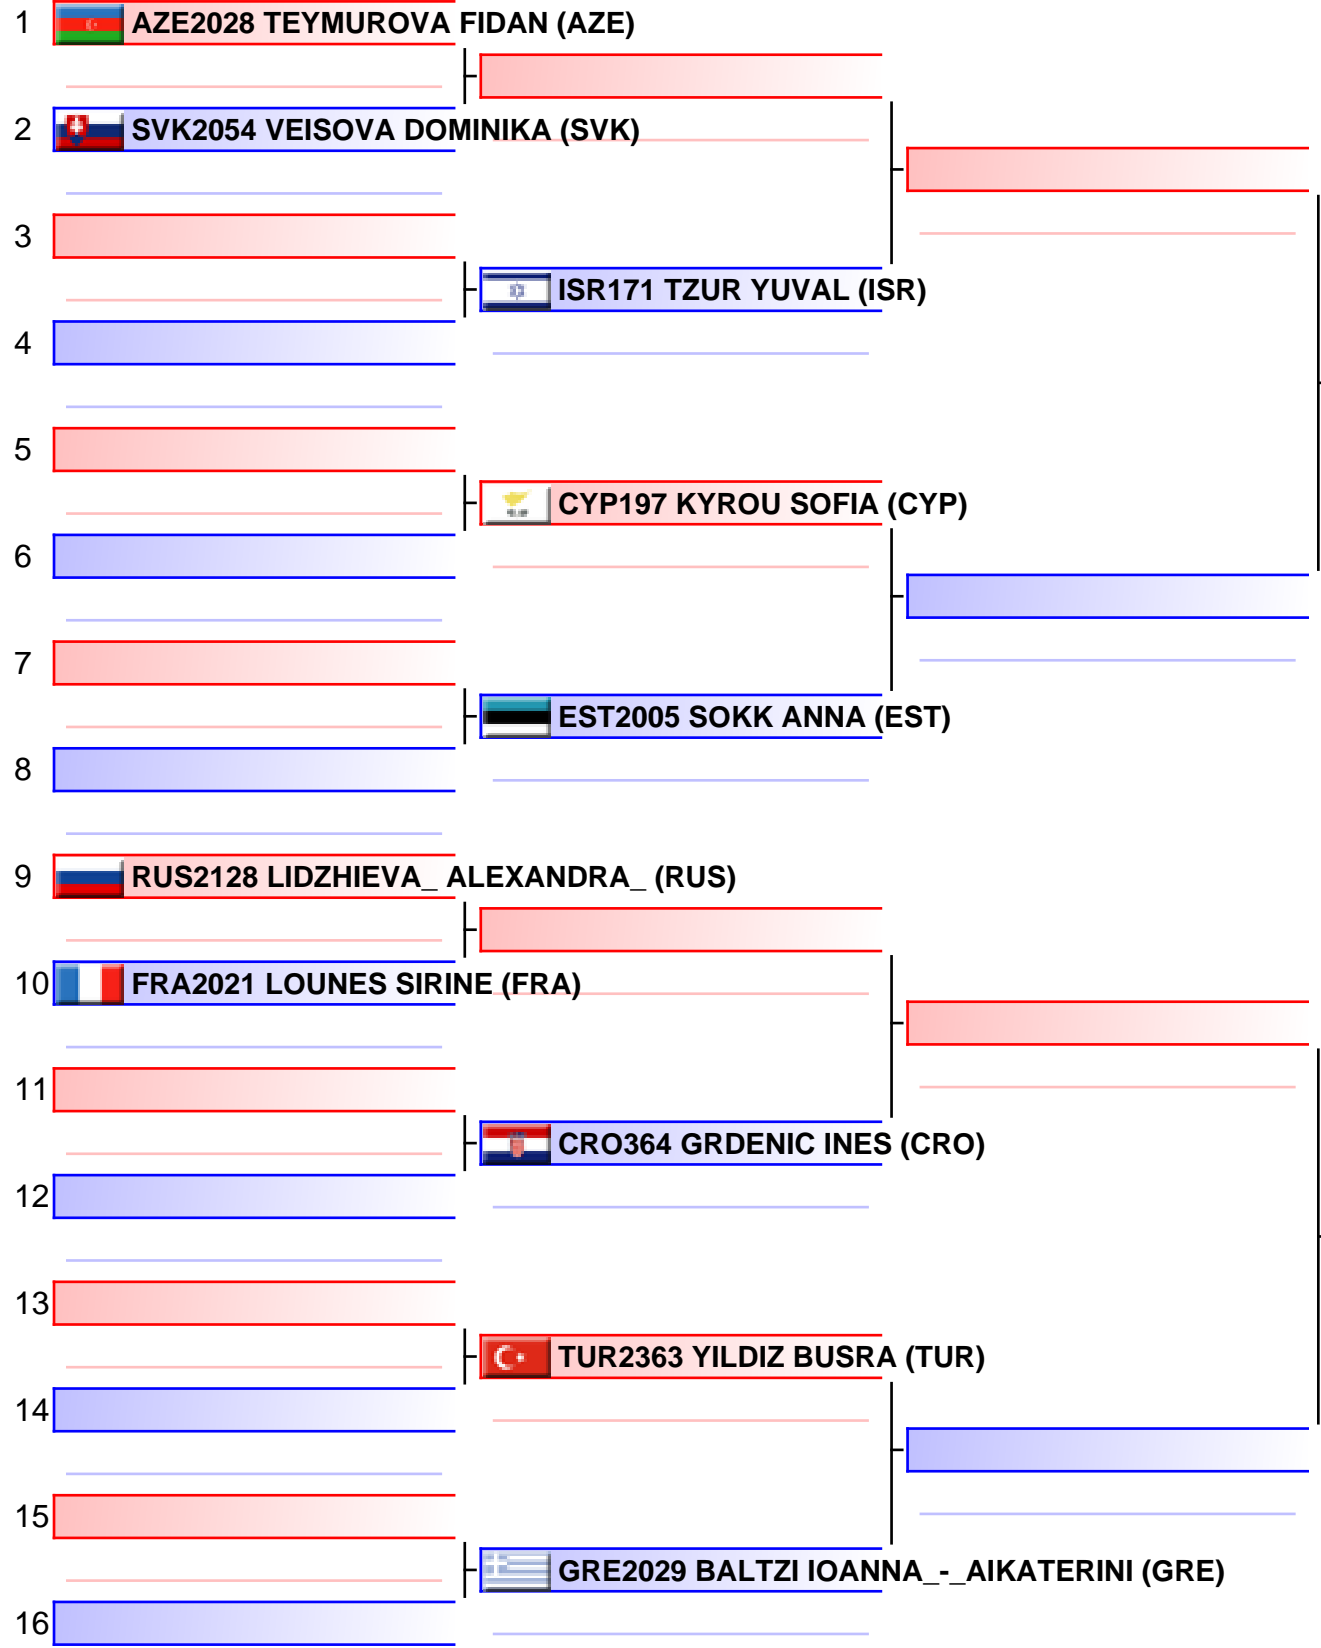 1 AZE2028 TEYMUROVA FIDAN (AZE)
2 SVK2054 VEISOVA DOMINIKA (SVK)
3
ISR171 TZUR YUVAL (ISR)
4
5
CYP197 KYROU SOFIA (CYP)
6
7
EST2005 SOKK ANNA (EST)
8
9 RUS2128 LIDZHIEVA_ ALEXANDRA_ (RUS)
10 FRA2021 LOUNES SIRINE (FRA)
11
CRO364 GRDENIC INES (CRO)
12
13
TUR2363 YILDIZ BUSRA (TUR)
14
15
GRE2029 BALTZI IOANNA_-_AIKATERINI (GRE)
16